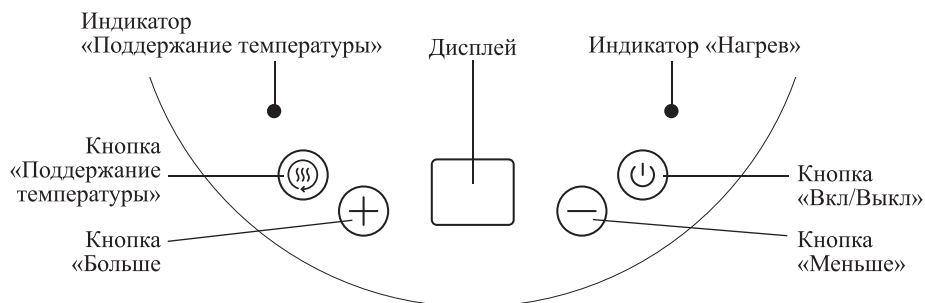 Индикатор
«Поддержание температуры»
Дисплей
Индикатор «Нагрев»
Кнопка
«Поддержание
температуры»
Кнопка
«Больше
Кнопка
«Вкл/Выкл»
Кнопка
«Меньше»